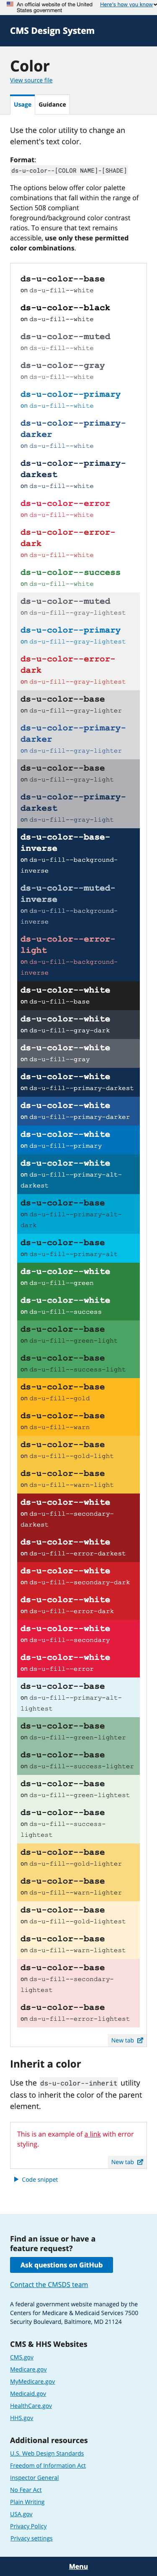 An official website of the United
States government
Here's how you know
CMS Design System
Color
View source file
Usage
Guidance
Use the color utility to change an
element's text color.
Format:
ds-u-color--[COLOR NAME]-[SHADE]
The options below offer color palette
combinations that fall within the range of
Section 508 compliant
foreground/background color contrast
ratios. To ensure that text remains
accessible, use only these permitted
color combinations.
ds-u-color--base
on ds-u-fill--white
ds-u-color--black
on ds-u-fill--white
ds-u-color--muted
on ds-u-fill--white
ds-u-color--gray
on ds-u-fill--white
ds-u-color--primary
on ds-u-fill--white
ds-u-color--primary-
darker
on ds-u-fill--white
ds-u-color--primary-
darkest
on ds-u-fill--white
ds-u-color--error
on ds-u-fill--white
ds-u-color--error-
dark
on ds-u-fill--white
ds-u-color--success
on ds-u-fill--white
ds-u-color--muted
on ds-u-fill--gray-lightest
ds-u-color--primary
on ds-u-fill--gray-lightest
ds-u-color--error-
dark
on ds-u-fill--gray-lightest
ds-u-color--base
on ds-u-fill--gray-lighter
ds-u-color--primary-
darker
on ds-u-fill--gray-lighter
ds-u-color--base
on ds-u-fill--gray-light
ds-u-color--primary-
darkest
on ds-u-fill--gray-light
ds-u-color--base-
inverse
on ds-u-fill--background-
inverse
ds-u-color--muted-
inverse
on ds-u-fill--background-
inverse
ds-u-color--error-
light
on ds-u-fill--background-
inverse
ds-u-color--white
on ds-u-fill--base
ds-u-color--white
on ds-u-fill--gray-dark
ds-u-color--white
on ds-u-fill--gray
ds-u-color--white
on ds-u-fill--primary-darkest
ds-u-color--white
on ds-u-fill--primary-darker
ds-u-color--white
on ds-u-fill--primary
ds-u-color--white
on ds-u-fill--primary-alt-
darkest
ds-u-color--base
on ds-u-fill--primary-alt-
dark
ds-u-color--base
on ds-u-fill--primary-alt
ds-u-color--white
on ds-u-fill--green
ds-u-color--white
on ds-u-fill--success
ds-u-color--base
on ds-u-fill--green-light
ds-u-color--base
on ds-u-fill--success-light
ds-u-color--base
on ds-u-fill--gold
ds-u-color--base
on ds-u-fill--warn
ds-u-color--base
on ds-u-fill--gold-light
ds-u-color--base
on ds-u-fill--warn-light
ds-u-color--white
on ds-u-fill--secondary-
darkest
ds-u-color--white
on ds-u-fill--error-darkest
ds-u-color--white
on ds-u-fill--secondary-dark
ds-u-color--white
on ds-u-fill--error-dark
ds-u-color--white
on ds-u-fill--secondary
ds-u-color--white
on ds-u-fill--error
ds-u-color--base
on ds-u-fill--primary-alt-
lightest
ds-u-color--base
on ds-u-fill--green-lighter
ds-u-color--base
on ds-u-fill--success-lighter
ds-u-color--base
on ds-u-fill--green-lightest
ds-u-color--base
on ds-u-fill--success-
lightest
ds-u-color--base
on ds-u-fill--gold-lighter
ds-u-color--base
on ds-u-fill--warn-lighter
ds-u-color--base
on ds-u-fill--gold-lightest
ds-u-color--base
on ds-u-fill--warn-lightest
ds-u-color--base
on ds-u-fill--secondary-
lightest
ds-u-color--base
on ds-u-fill--error-lightest
New tab
Inherit a color
Use the ds-u-color--inherit utility
class to inherit the color of the parent
element.
This is an example of a link with error
styling.
New tab
Code snippet
Find an issue or have a
feature request?
Ask questions on GitHub
Contact the CMSDS team
A federal government website managed by the
Centers for Medicare & Medicaid Services 7500
Security Boulevard, Baltimore, MD 21124
CMS & HHS Websites
CMS.gov
Medicare.gov
MyMedicare.gov
Medicaid.gov
HealthCare.gov
HHS.gov
Additional resources
U.S. Web Design Standards
Freedom of Information Act
Inspector General
No Fear Act
Plain Writing
USA.gov
Privacy Policy
Privacy settings
Menu